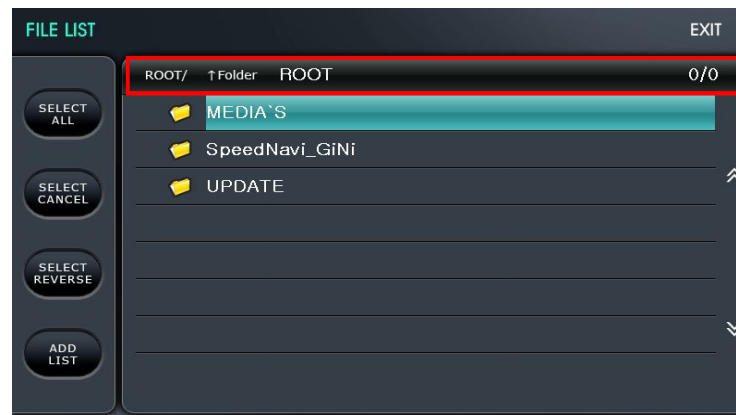 FILE LIST
EXIT
ROOT/ ↑Folder ROOT 0/0
SELECT
ALL
MEDIA`S
SpeedNavi_GiNi
SELECT
CANCEL
UPDATE
SELECT
REVERSE
ADD
LIST